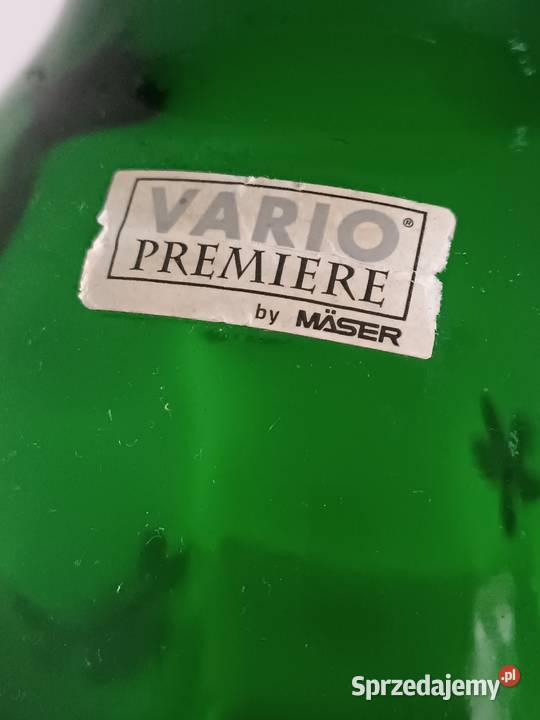 VARIO®
PREMIERE
by MÄSER
Sprzedajemy.pl